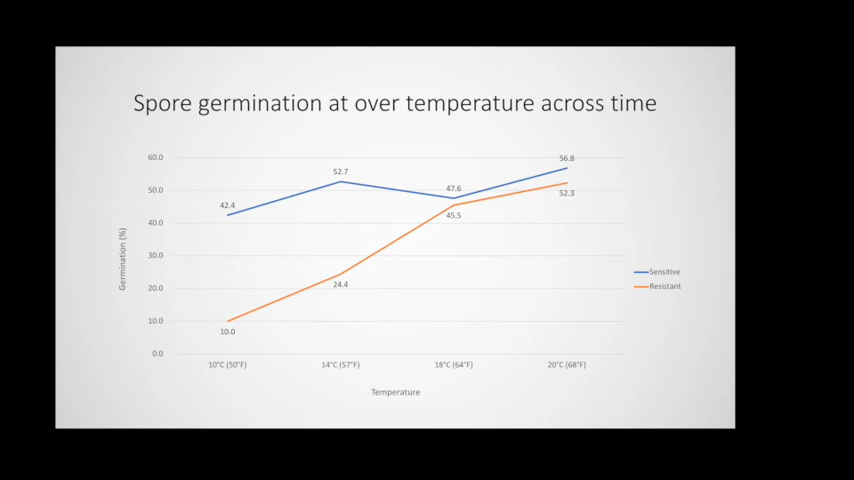 Spore germination at over temperature across time
60.0
50.0
40.0
30.0
20.0
10.0
0.0
Germination (%)
42.4
52.7
47.6
56.8
10.0
24.4
45.5
52.3
10°C (50°F) 14°C (57°F) 18°C (64°F) 20°C (68°F)
Temperature
Sensitive
Resistant